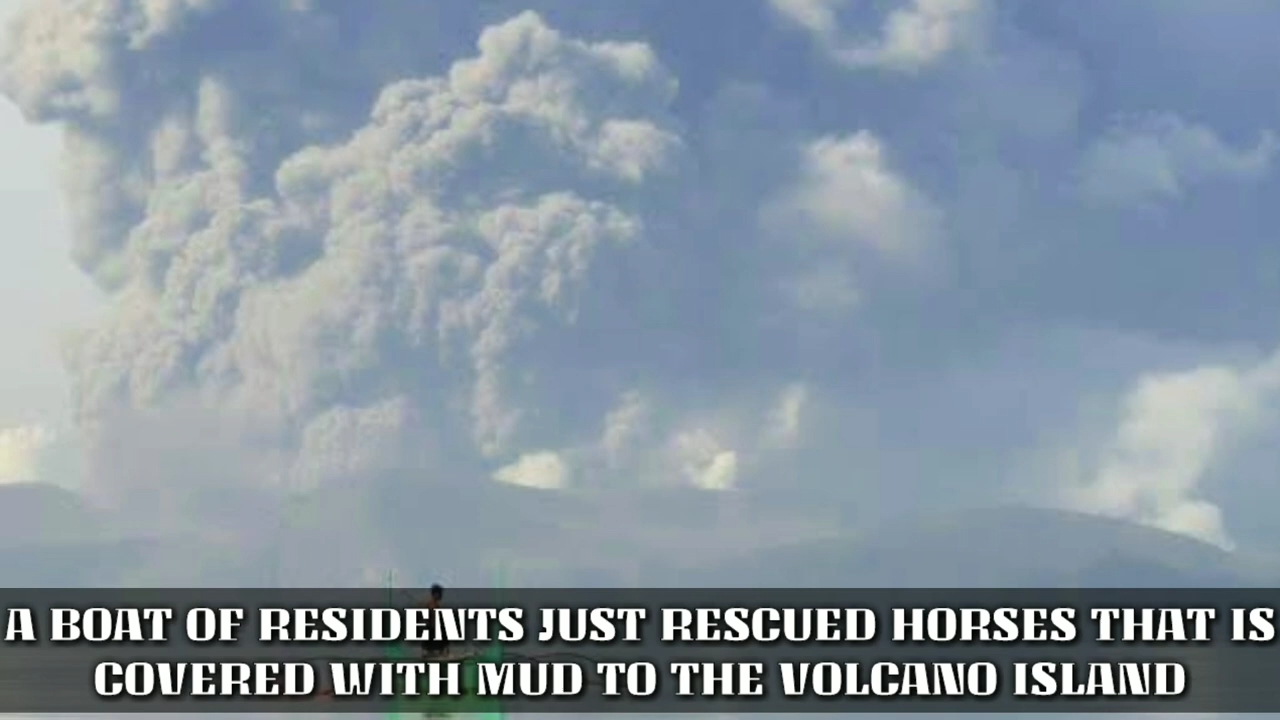 A BOAT OF RESIDENTS JUST RESCUED HORSES THAT IS
COVERED WITH MUD TO THE VOLCANO ISLAND